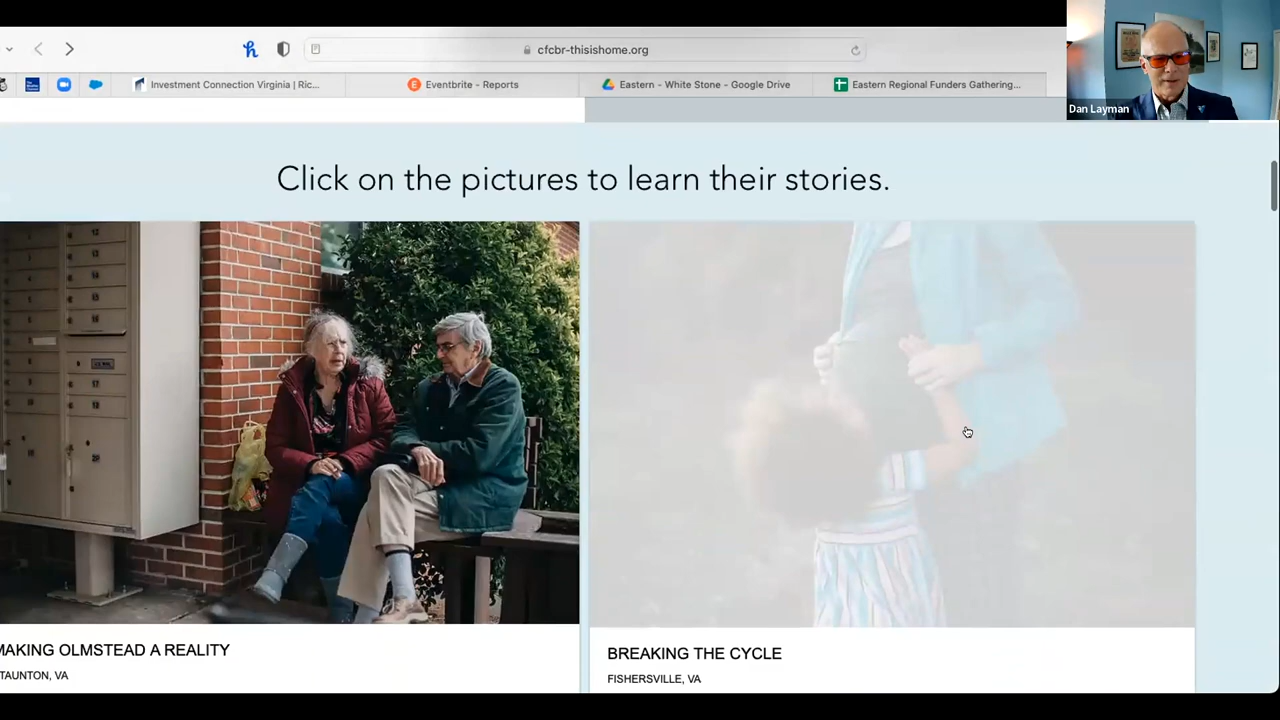 cfcbr-thisishome.org
Investment Connection Virginia | Ric...
Eventbrite - Reports
Eastern - White Stone - Google Drive
Eastern Regional Funders Gathering...
Dan Layman
Click on the pictures to learn their stories.
MAKING OLMSTEAD A REALITY
TAUNTON, VA
BREAKING THE CYCLE
FISHERSVILLE, VA